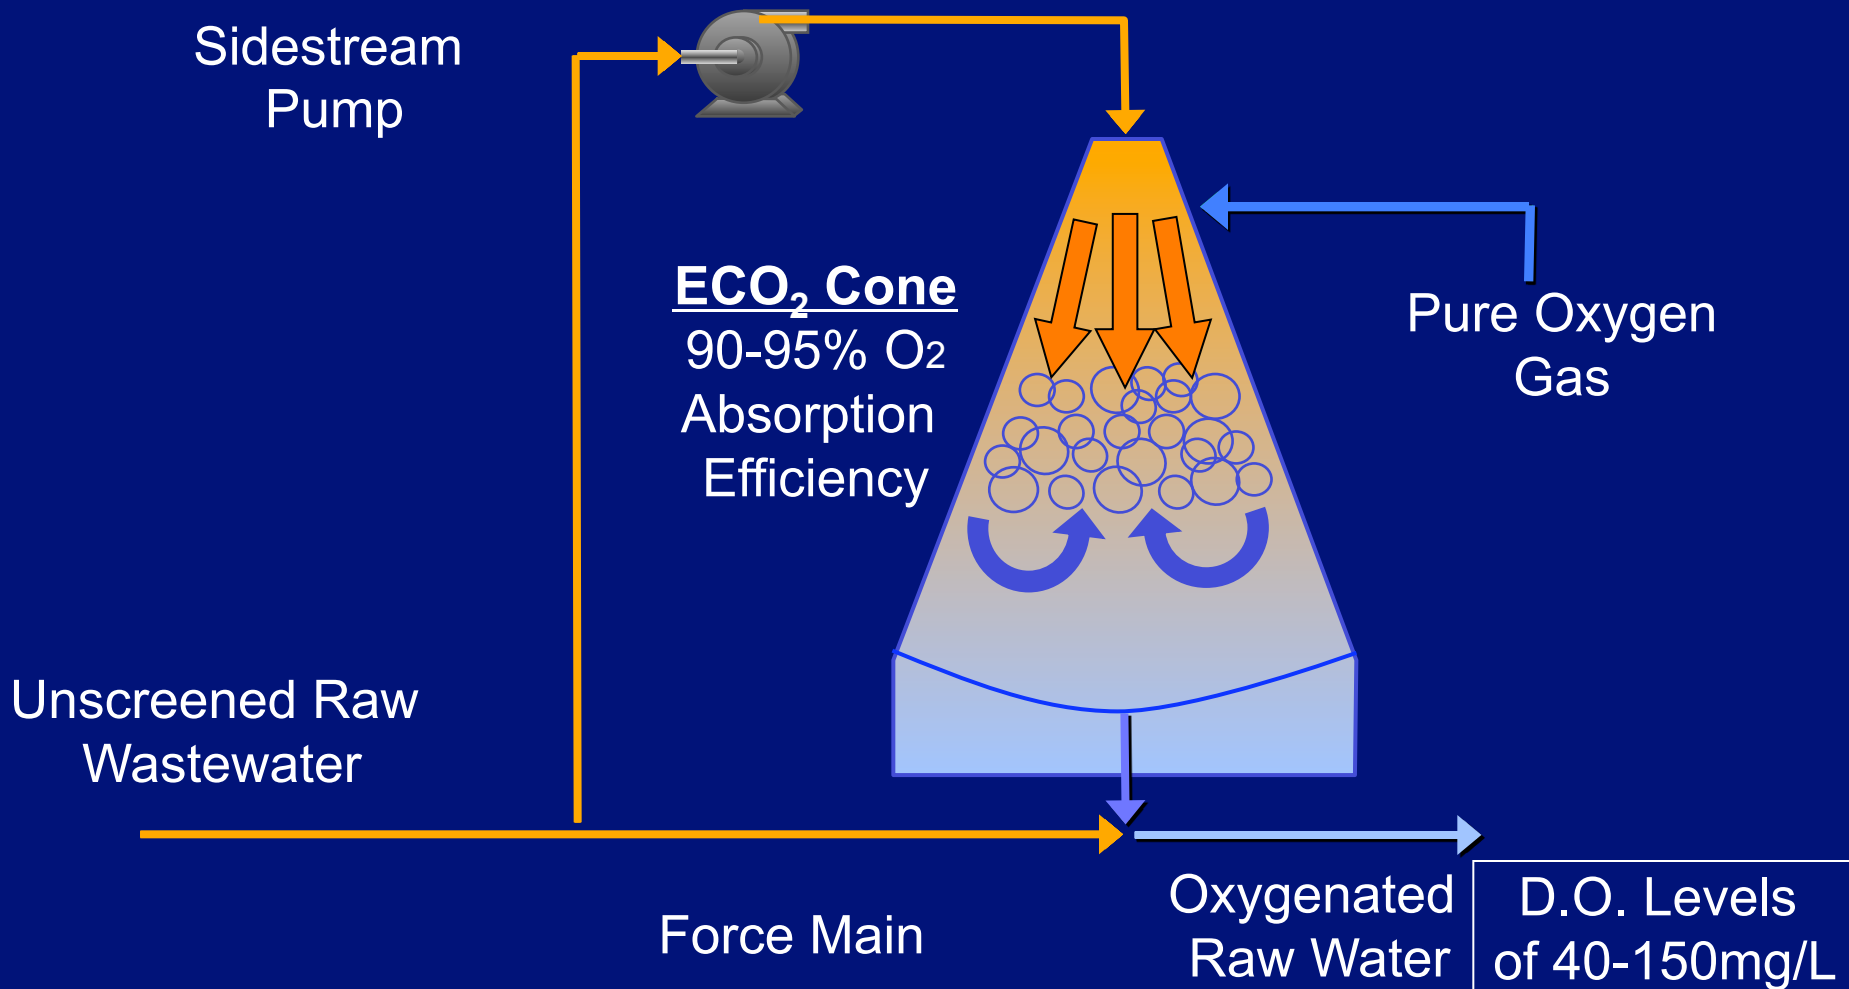 Sidestream
Pump
ECO₂ Cone
90-95% O2
Absorption
Efficiency
Pure Oxygen
Gas
Unscreened Raw
Wastewater
Force Main
Oxygenated
Raw Water
D.O. Levels
of 40-150mg/L